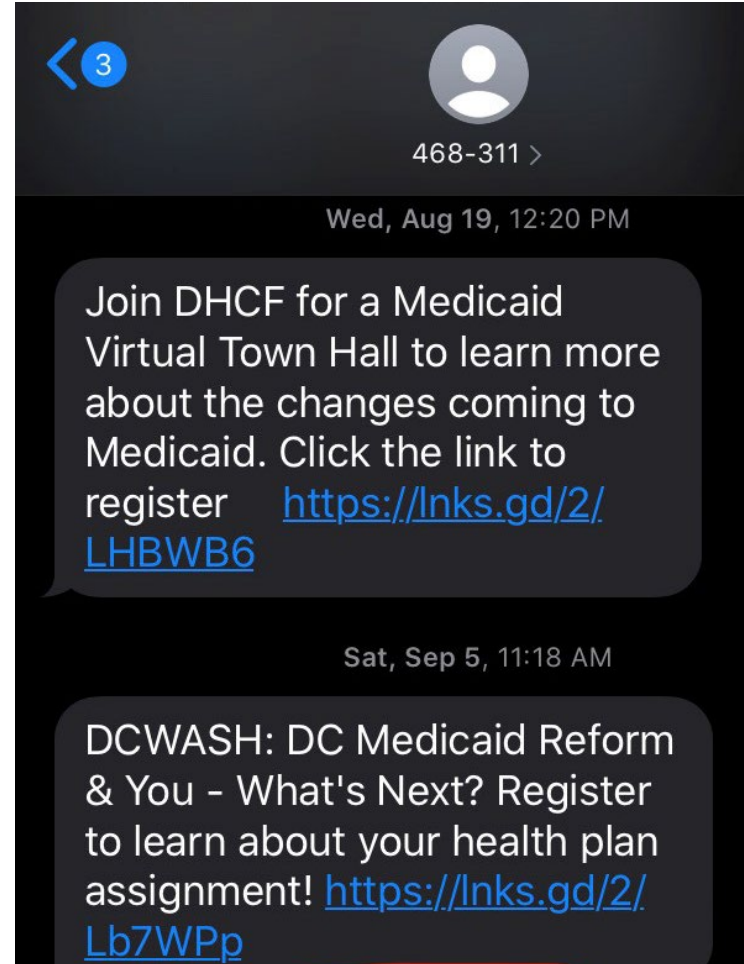 3
468-311 >
Wed, Aug 19, 12:20 PM
Join DHCF for a Medicaid
Virtual Town Hall to learn more
about the changes coming to
Medicaid. Click the link to
register https://lnks.gd/2/
LHBWB6
Sat, Sep 5, 11:18 AM
DCWASH: DC Medicaid Reform
& You - What's Next? Register
to learn about your health plan
assignment! https://lnks.gd/2/
Lb7WPp